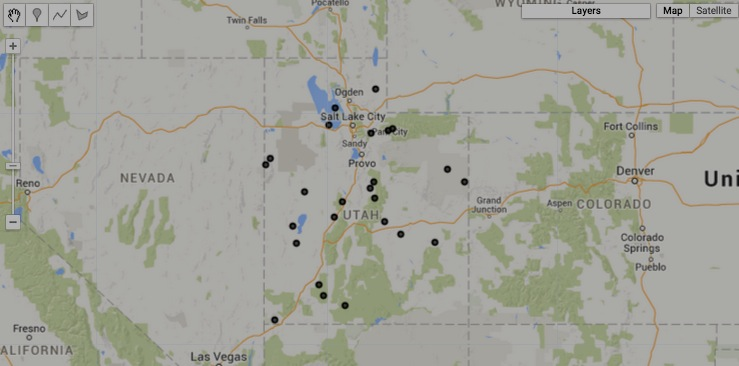 Pocatello
WYOMING
Casper
Layers
Map
Satellite
Twin Falls
Ogden
Salt Lake City
Park City
Sandy
Provo
Fort Collins
NEVADA
Reno
Denver
Uni
Grand
Junction
Aspen
COLORADO
UTAH
Colorado
Springs
Pueblo
Fresno
ALIFORNIA
Las Vegas